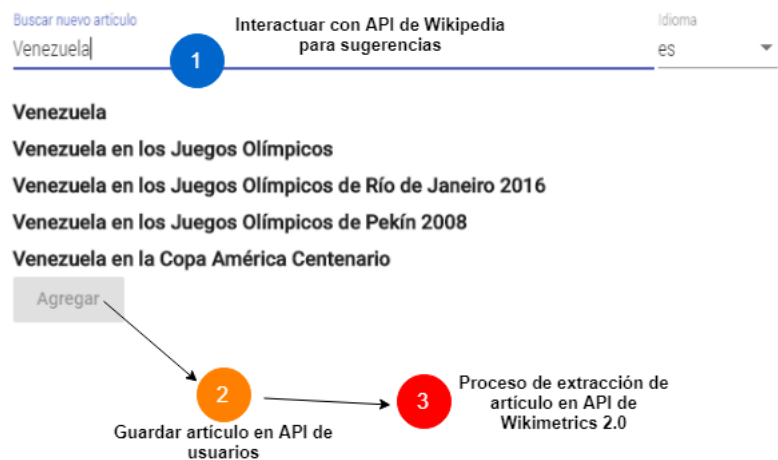 Buscar nuevo artículo
Venezuela
Idioma
es
Interactuar con API de Wikipedia
para sugerencias
1
Venezuela
Venezuela en los Juegos Olímpicos
Venezuela en los Juegos Olímpicos de Río de Janeiro 2016
Venezuela en los Juegos Olímpicos de Pekín 2008
Venezuela en la Copa América Centenario
Agregar
2
Guardar artículo en API de
usuarios
3
Proceso de extracción de
artículo en API de
Wikimetrics 2.0